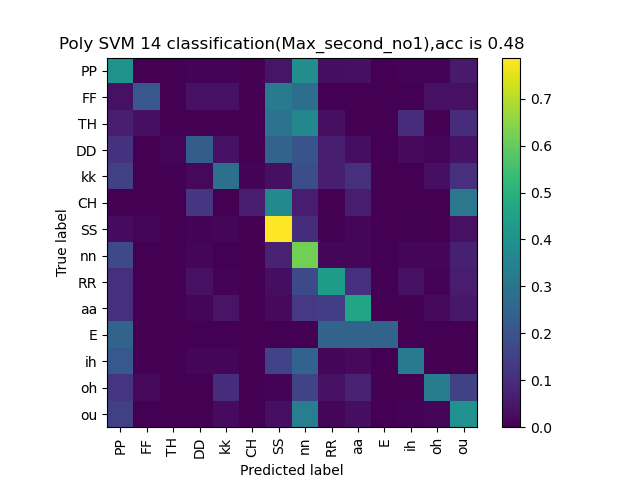 Poly SVM 14 classification(Max_second_no1),acc is 0.48
True label
PP
FF
TH
DD
kk
CH
SS
nn
RR
aa
E
ih
oh
ou
PP
FF
TH
DD
kk
CH
SS
nn
RR
aa
E
ih
oh
ou
Predicted label
0.7
0.6
0.5
0.4
0.3
0.2
0.1
0.0